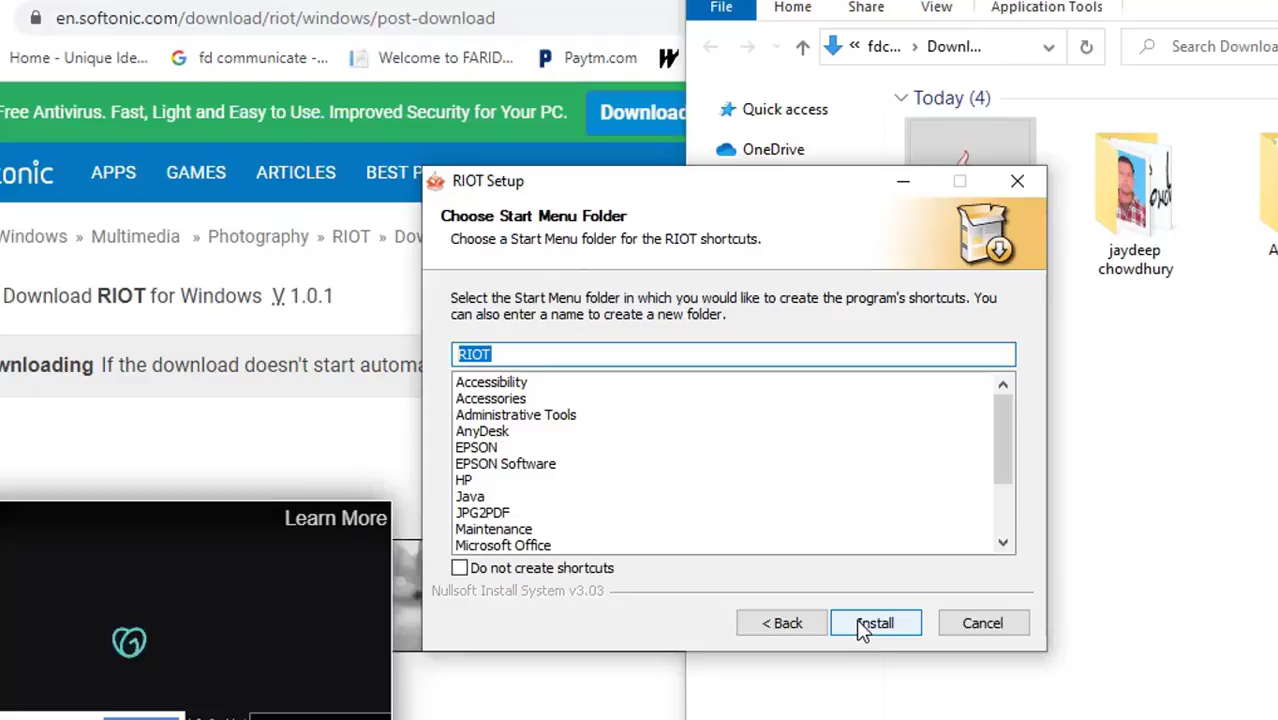 en.softonic.com/download/riot/windows/post-download
Home - Unique Ide...
fd communicate -...
Welcome to FARID...
Paytm.com
Free Antivirus. Fast, Light and Easy to Use. Improved Security for Your PC.
Download
onic
APPS
GAMES
ARTICLES
BEST P
Windows » Multimedia » Photography » RIOT » Dov
Download RIOT for Windows V 1.0.1
wnloading If the download doesn't start automa
Learn More
File
Home
Share
View
Application Tools
« fdc... › Downl...
Search Downloa
Today (4)
Quick access
OneDrive
jaydeep
chowdhury
A
RIOT Setup
Choose Start Menu Folder
Choose a Start Menu folder for the RIOT shortcuts.
Select the Start Menu folder in which you would like to create the program's shortcuts. You
can also enter a name to create a new folder.
RIOT
Accessibility
Accessories
Administrative Tools
AnyDesk
EPSON
EPSON Software
HP
Java
JPG2PDF
Maintenance
Microsoft Office
Do not create shortcuts
Nullsoft Install System v3.03
< Back
Install
Cancel